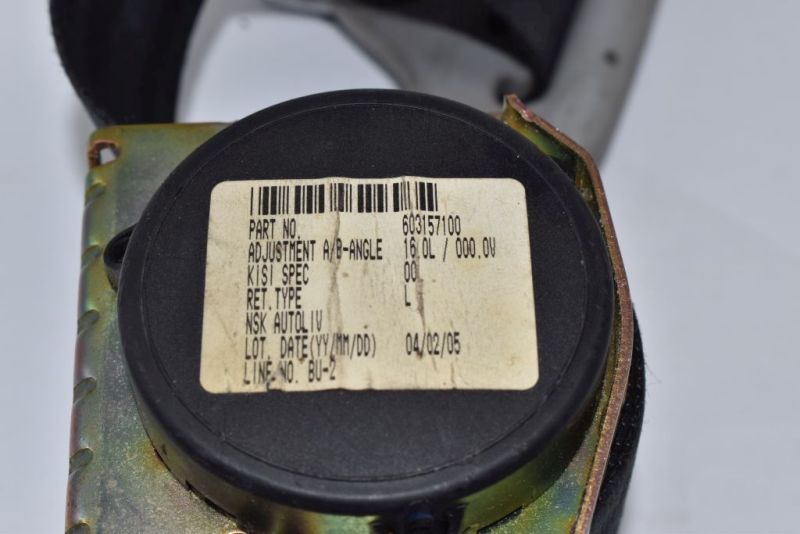 PART NO. 603157100
ADJUSTMENT A/B-ANGLE 16.0L / 000.0V
KISI SPEC 00
RET.TYPE L
NSK AUTOLIV
LOT. DATE(YY/MM/DD) 04/02/05
LINE NO. BU-2